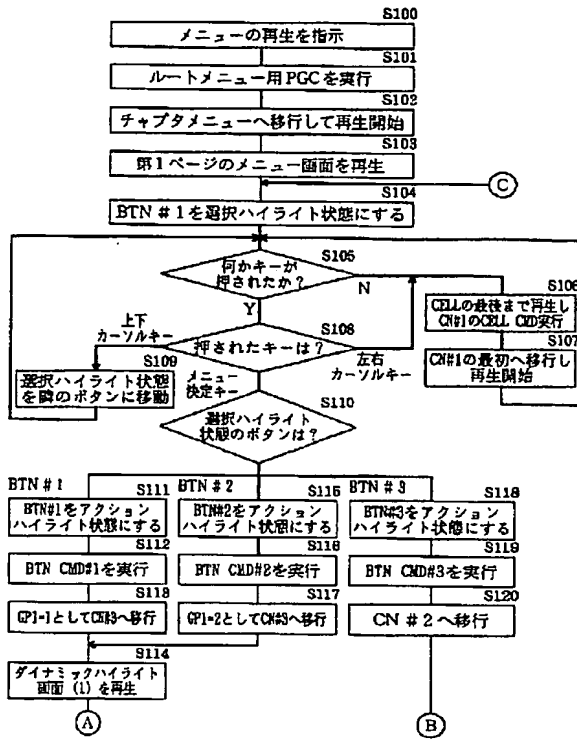 S100
メニューの再生を指示
S101
ルートメニュー用PGCを実行
S102
チャプタメニューへ移行して再生開始
S103
第1ページのメニュー画面を再生
C
S104
BTN #1を選択ハイライト状態にする
S105
何かキーが
押されたか?
N
Y
S106
CELLの最後まで再生し
CN#1のCELL CMD実行
S107
CN#1の最初へ移行し
再生開始
S108
押されたキーは?
上下
カーソルキー
左右
カーソルキー
S109
選択ハイライト状態
を隣のボタンに移動
メニュー
決定キー
S110
選択ハイライト
状態のボタンは?
BTN #1
S111
BTN#1をアクション
ハイライト状態にする
S112
BTN CMD#1を実行
S113
GP1=1としてCN#3へ移行
S114
ダイナミックハイライト
画面 (1) を再生
A
BTN #2
S115
BTN#2をアクション
ハイライト状態にする
S116
BTN CMD#2を実行
S117
GP1=2としてCN#3へ移行
BTN #3
S118
BTN#3をアクション
ハイライト状態にする
S119
BTN CMD#3を実行
S120
CN #2へ移行
B